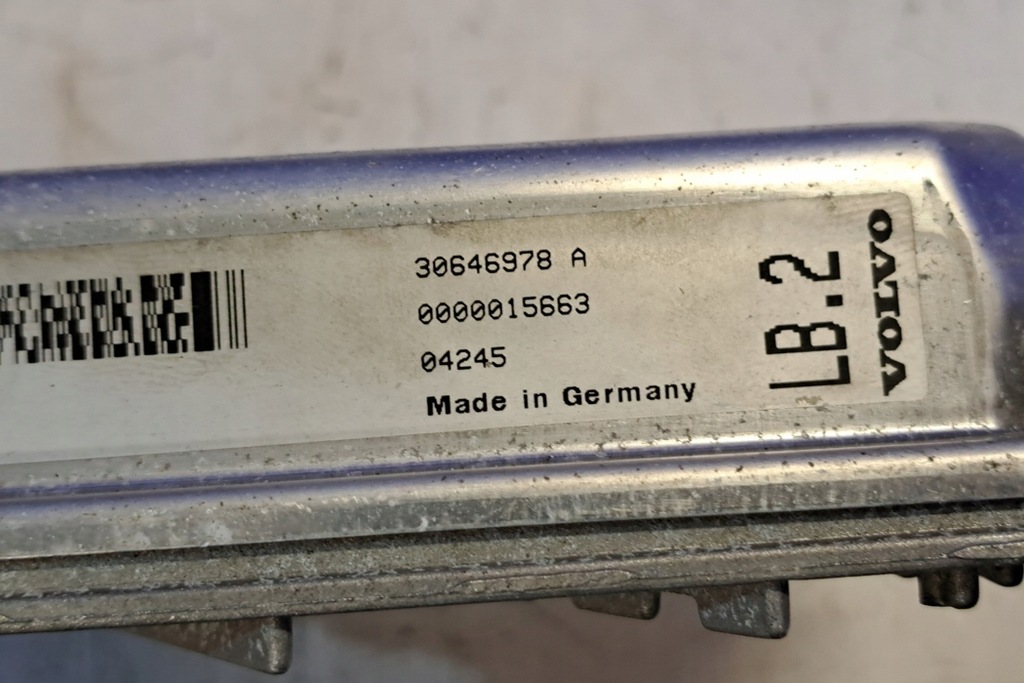 30646978 A
0000015663
04245
Made in Germany
LB.2
VOLVO